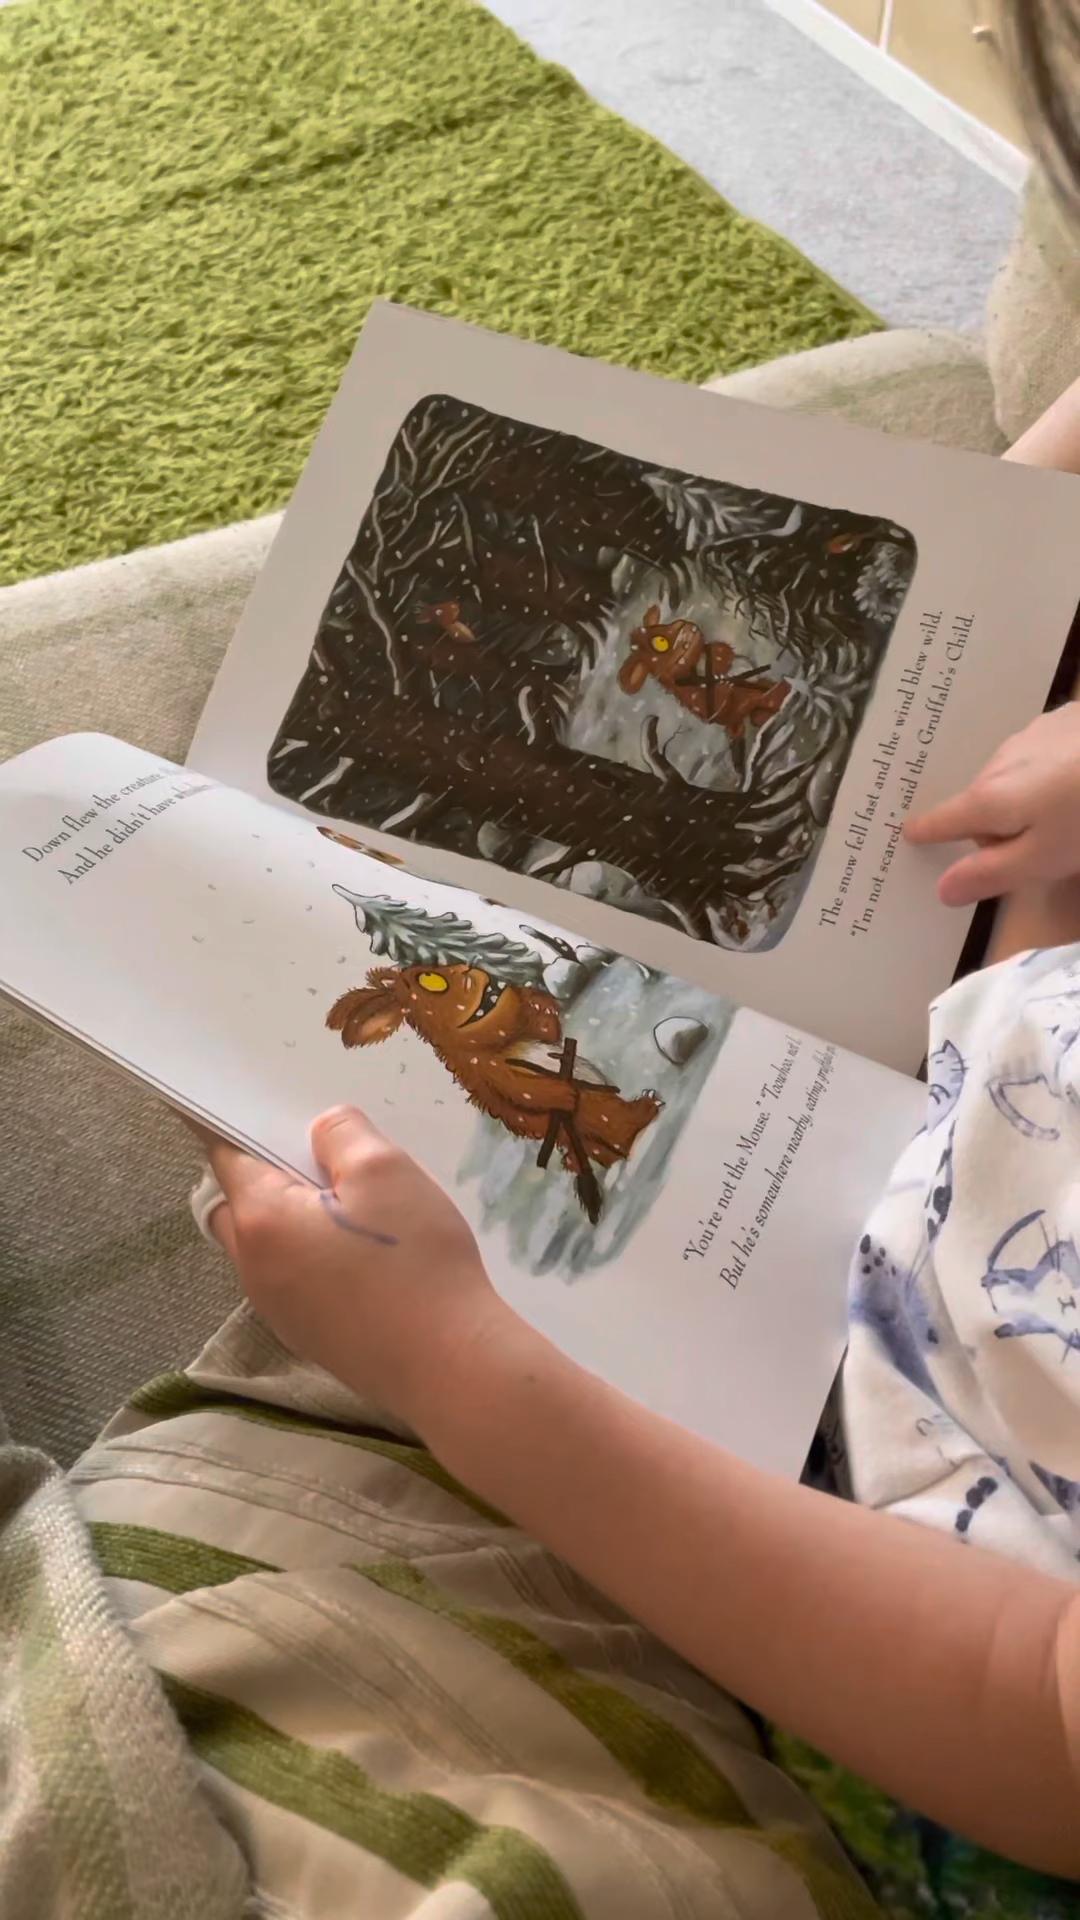 The snow fell fast and the wind blew wild.
"I'm not scared," said the Gruffalo's Child.
Down flew the creature
And he didn't have
"You're not the Mouse." "Toowhoo, not I,
But he's somewhere nearby, eating gruffalo